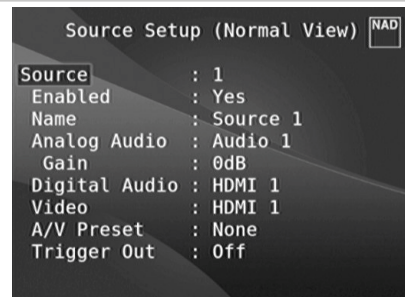 Source Setup (Normal View) NAD
Source : 1
Enabled : Yes
Name : Source 1
Analog Audio : Audio 1
Gain : 0dB
Digital Audio : HDMI 1
Video : HDMI 1
A/V Preset : None
Trigger Out : Off